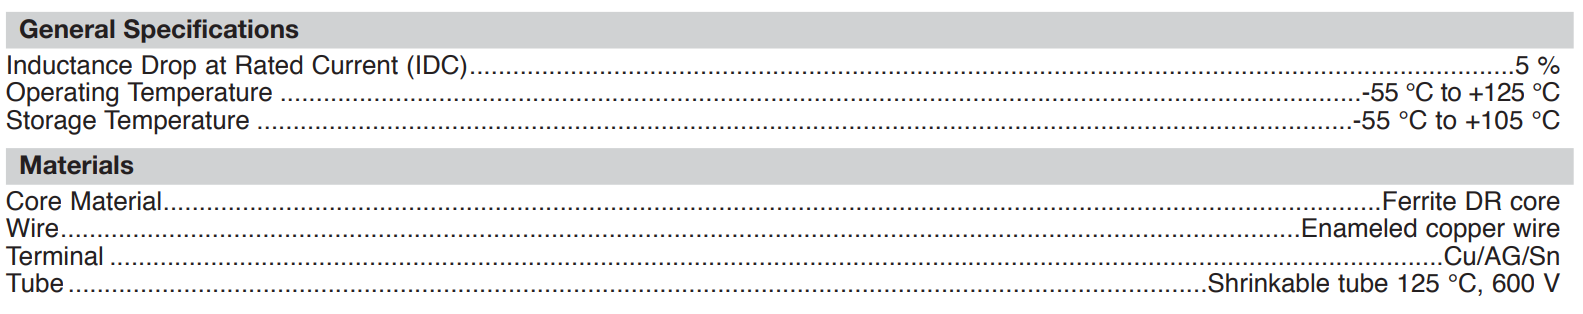 General Specifications
Inductance Drop at Rated Current (IDC)....................................................................................................................................................5 %
Operating Temperature .........................................................................................................................................................-55 °C to +125 °C
Storage Temperature ...........................................................................................................................................................-55 °C to +105 °C
Materials
Core Material............................................................................................................................................................................Ferrite DR core
Wire..............................................................................................................................................................................Enameled copper wire
Terminal ...........................................................................................................................................................................................Cu/AG/Sn
Tube.................................................................................................................................................................Shrinkable tube 125 °C, 600 V